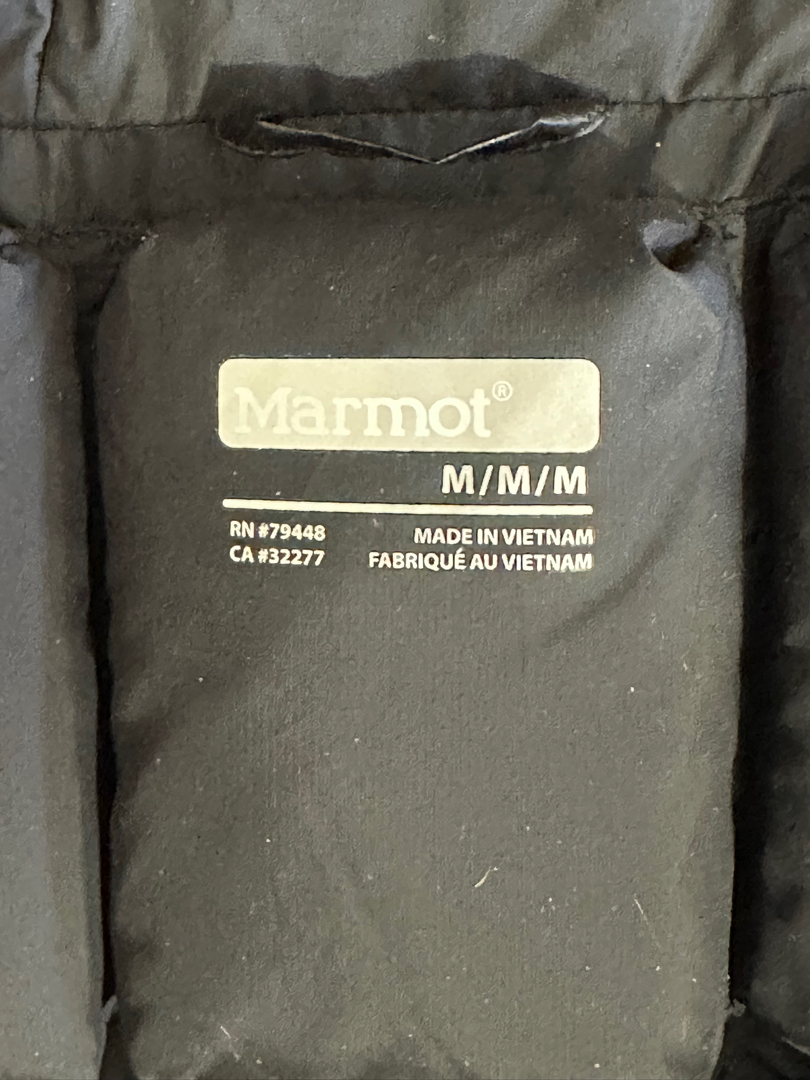 Marmot®
M/M/M
RN #79448
CA #32277
MADE IN VIETNAM
FABRIQUÉ AU VIETNAM